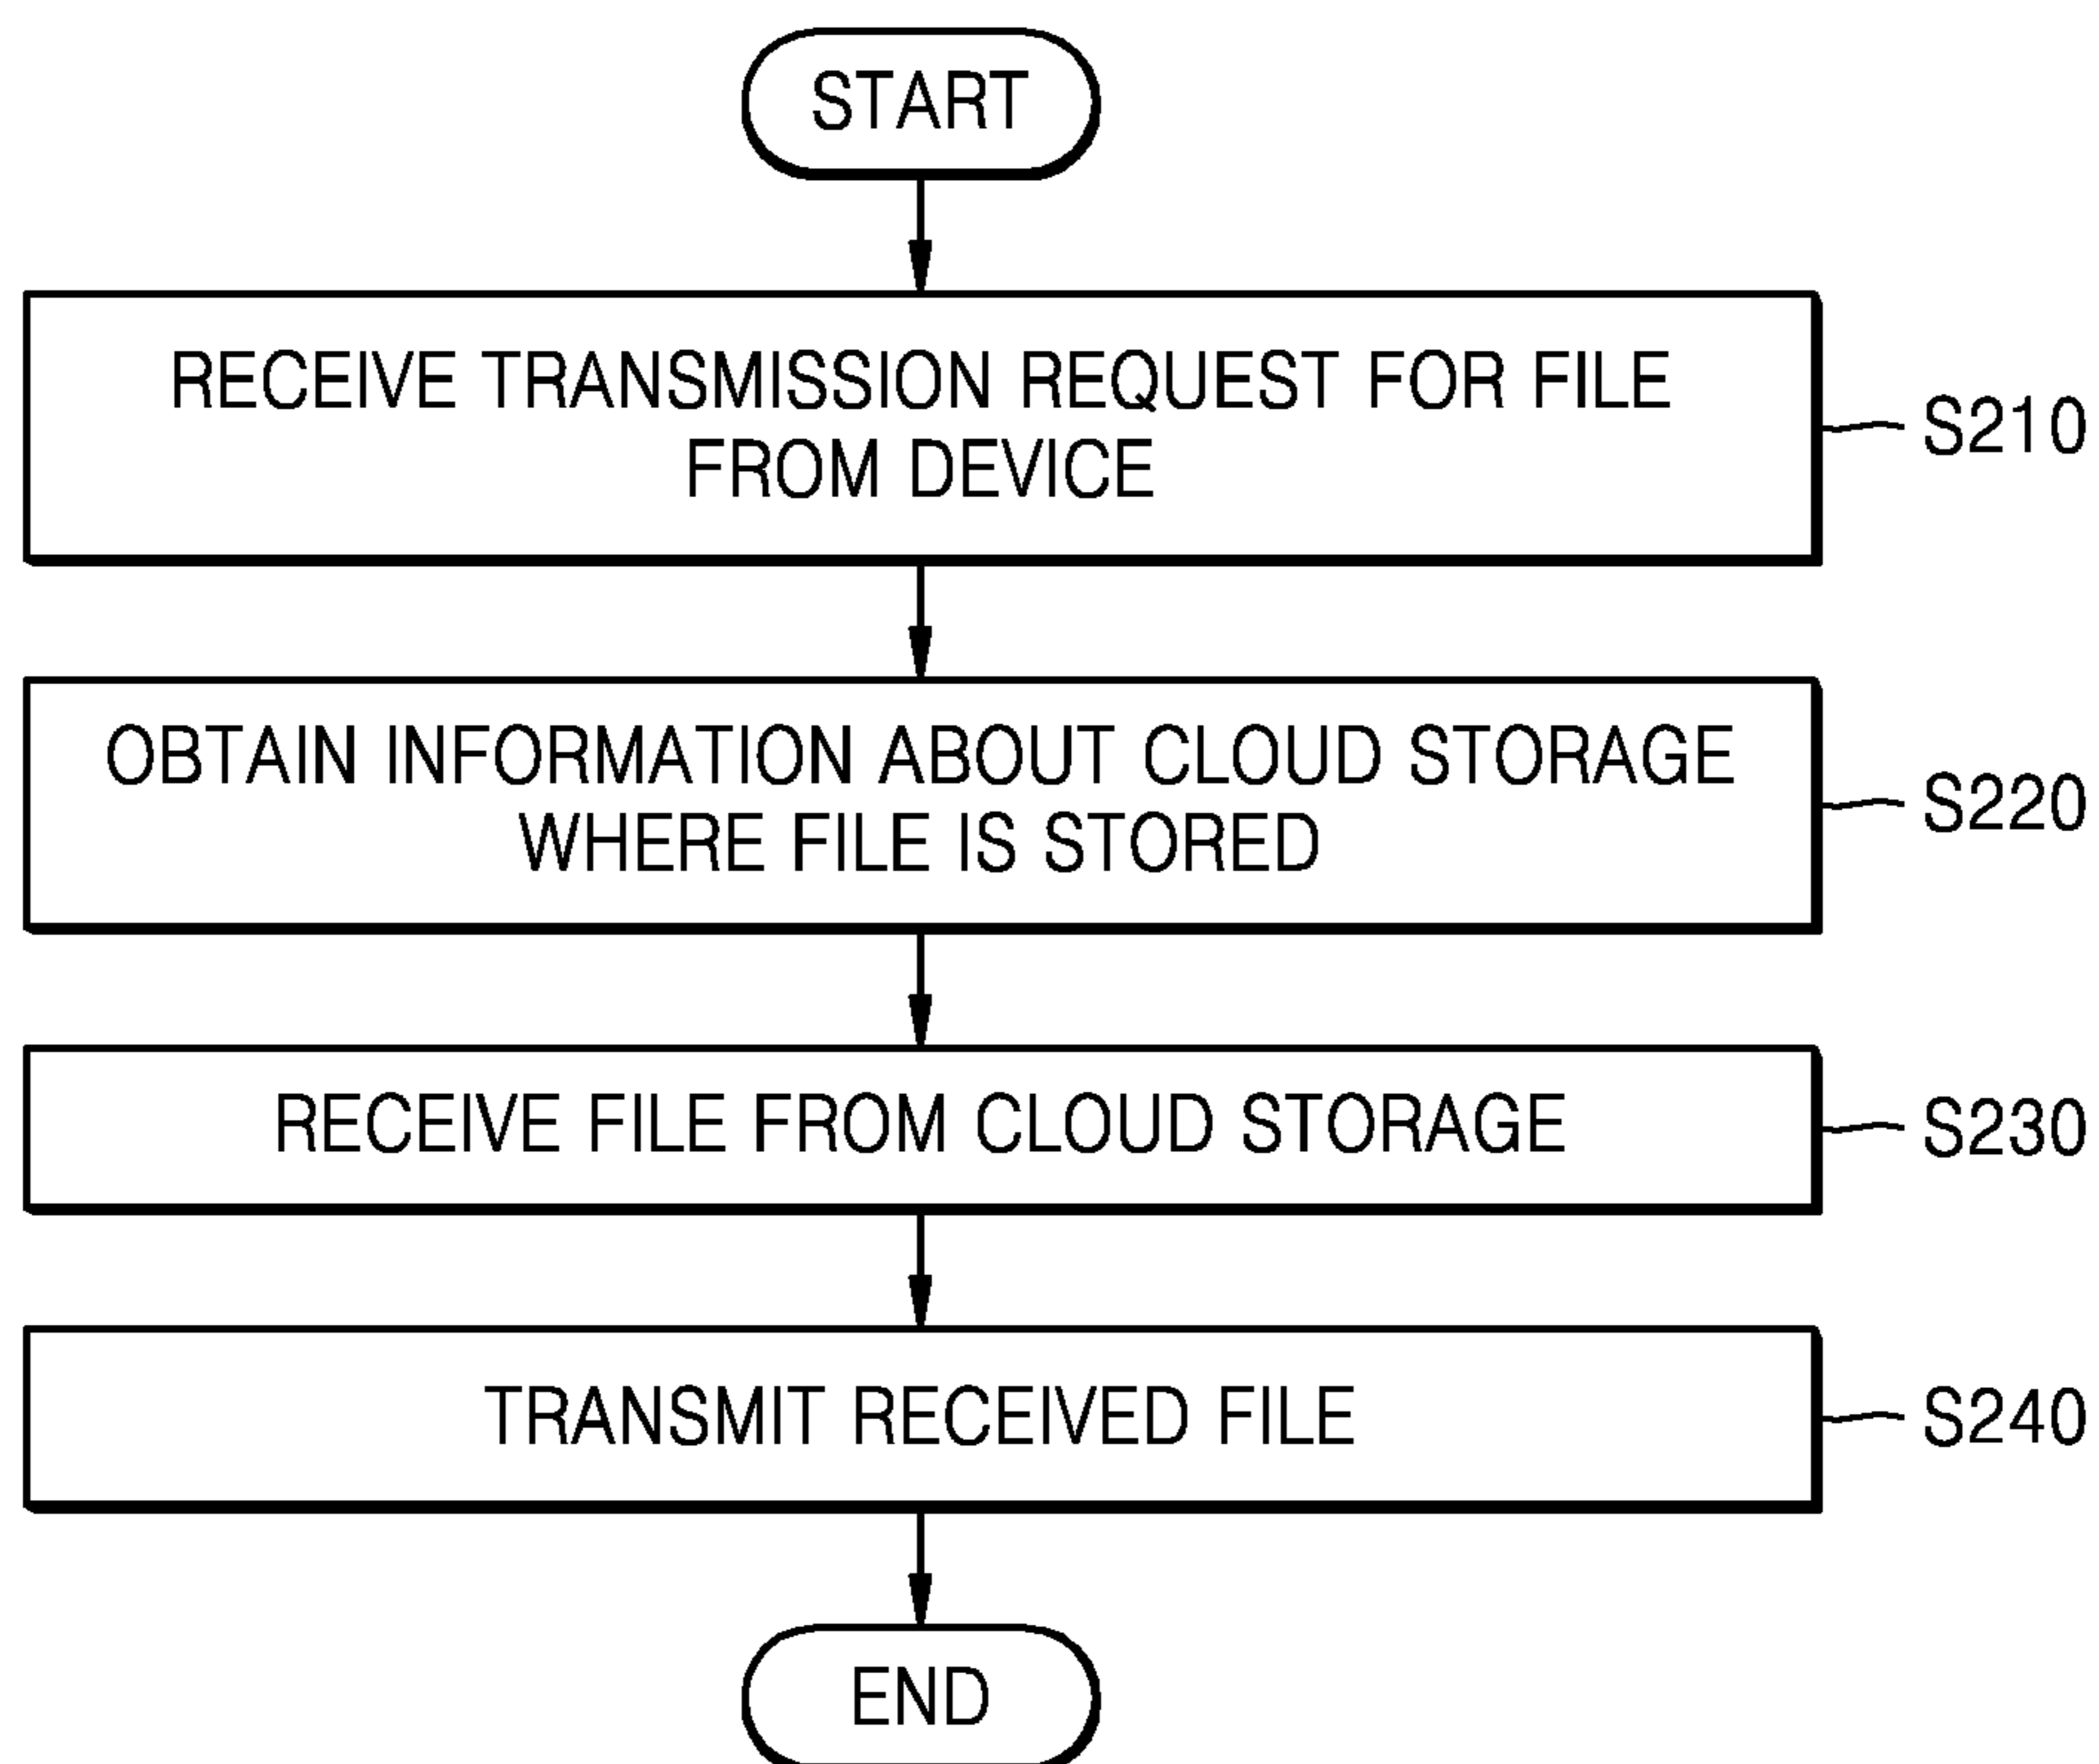 START
RECEIVE TRANSMISSION REQUEST FOR FILE
FROM DEVICE
S210
OBTAIN INFORMATION ABOUT CLOUD STORAGE
WHERE FILE IS STORED
S220
RECEIVE FILE FROM CLOUD STORAGE
S230
TRANSMIT RECEIVED FILE
S240
END